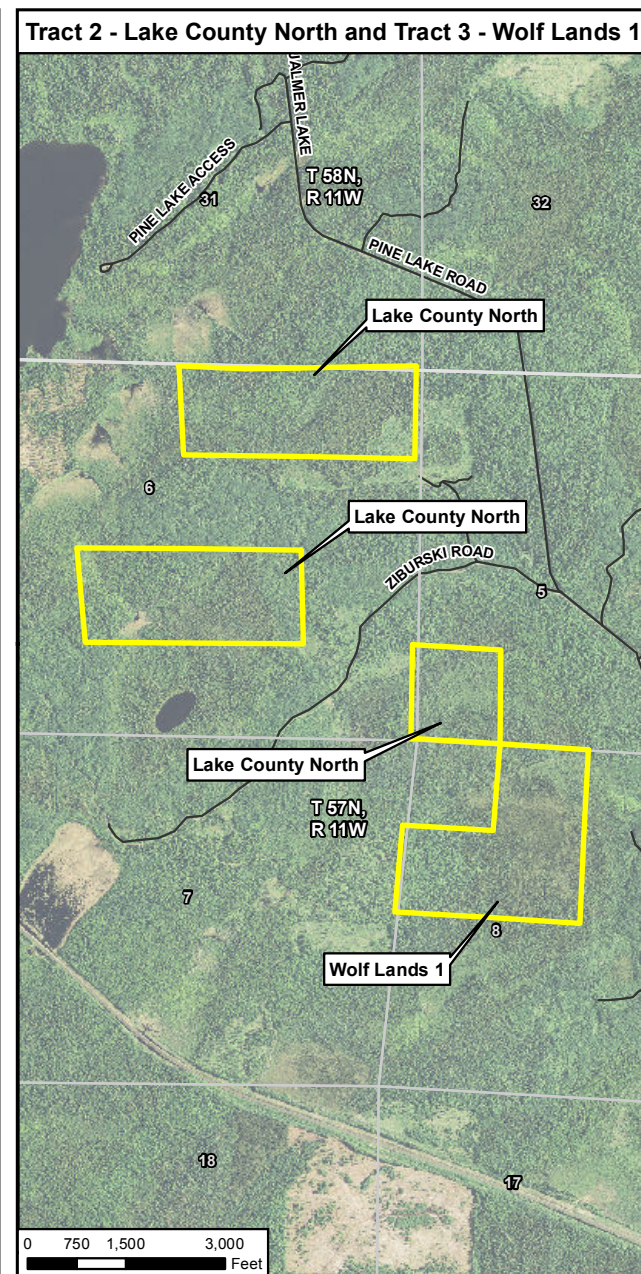 Tract 2 - Lake County North and Tract 3 - Wolf Lands 1
JALMER LAKE
PINE LAKE ACCESS
T 58N,
R 11W
31
32
PINE LAKE ROAD
Lake County North
6
Lake County North
ZIBURSKI ROAD
5
Lake County North
T 57N,
R 11W
7
8
Wolf Lands 1
18
17
0 750 1,500 3,000
Feet